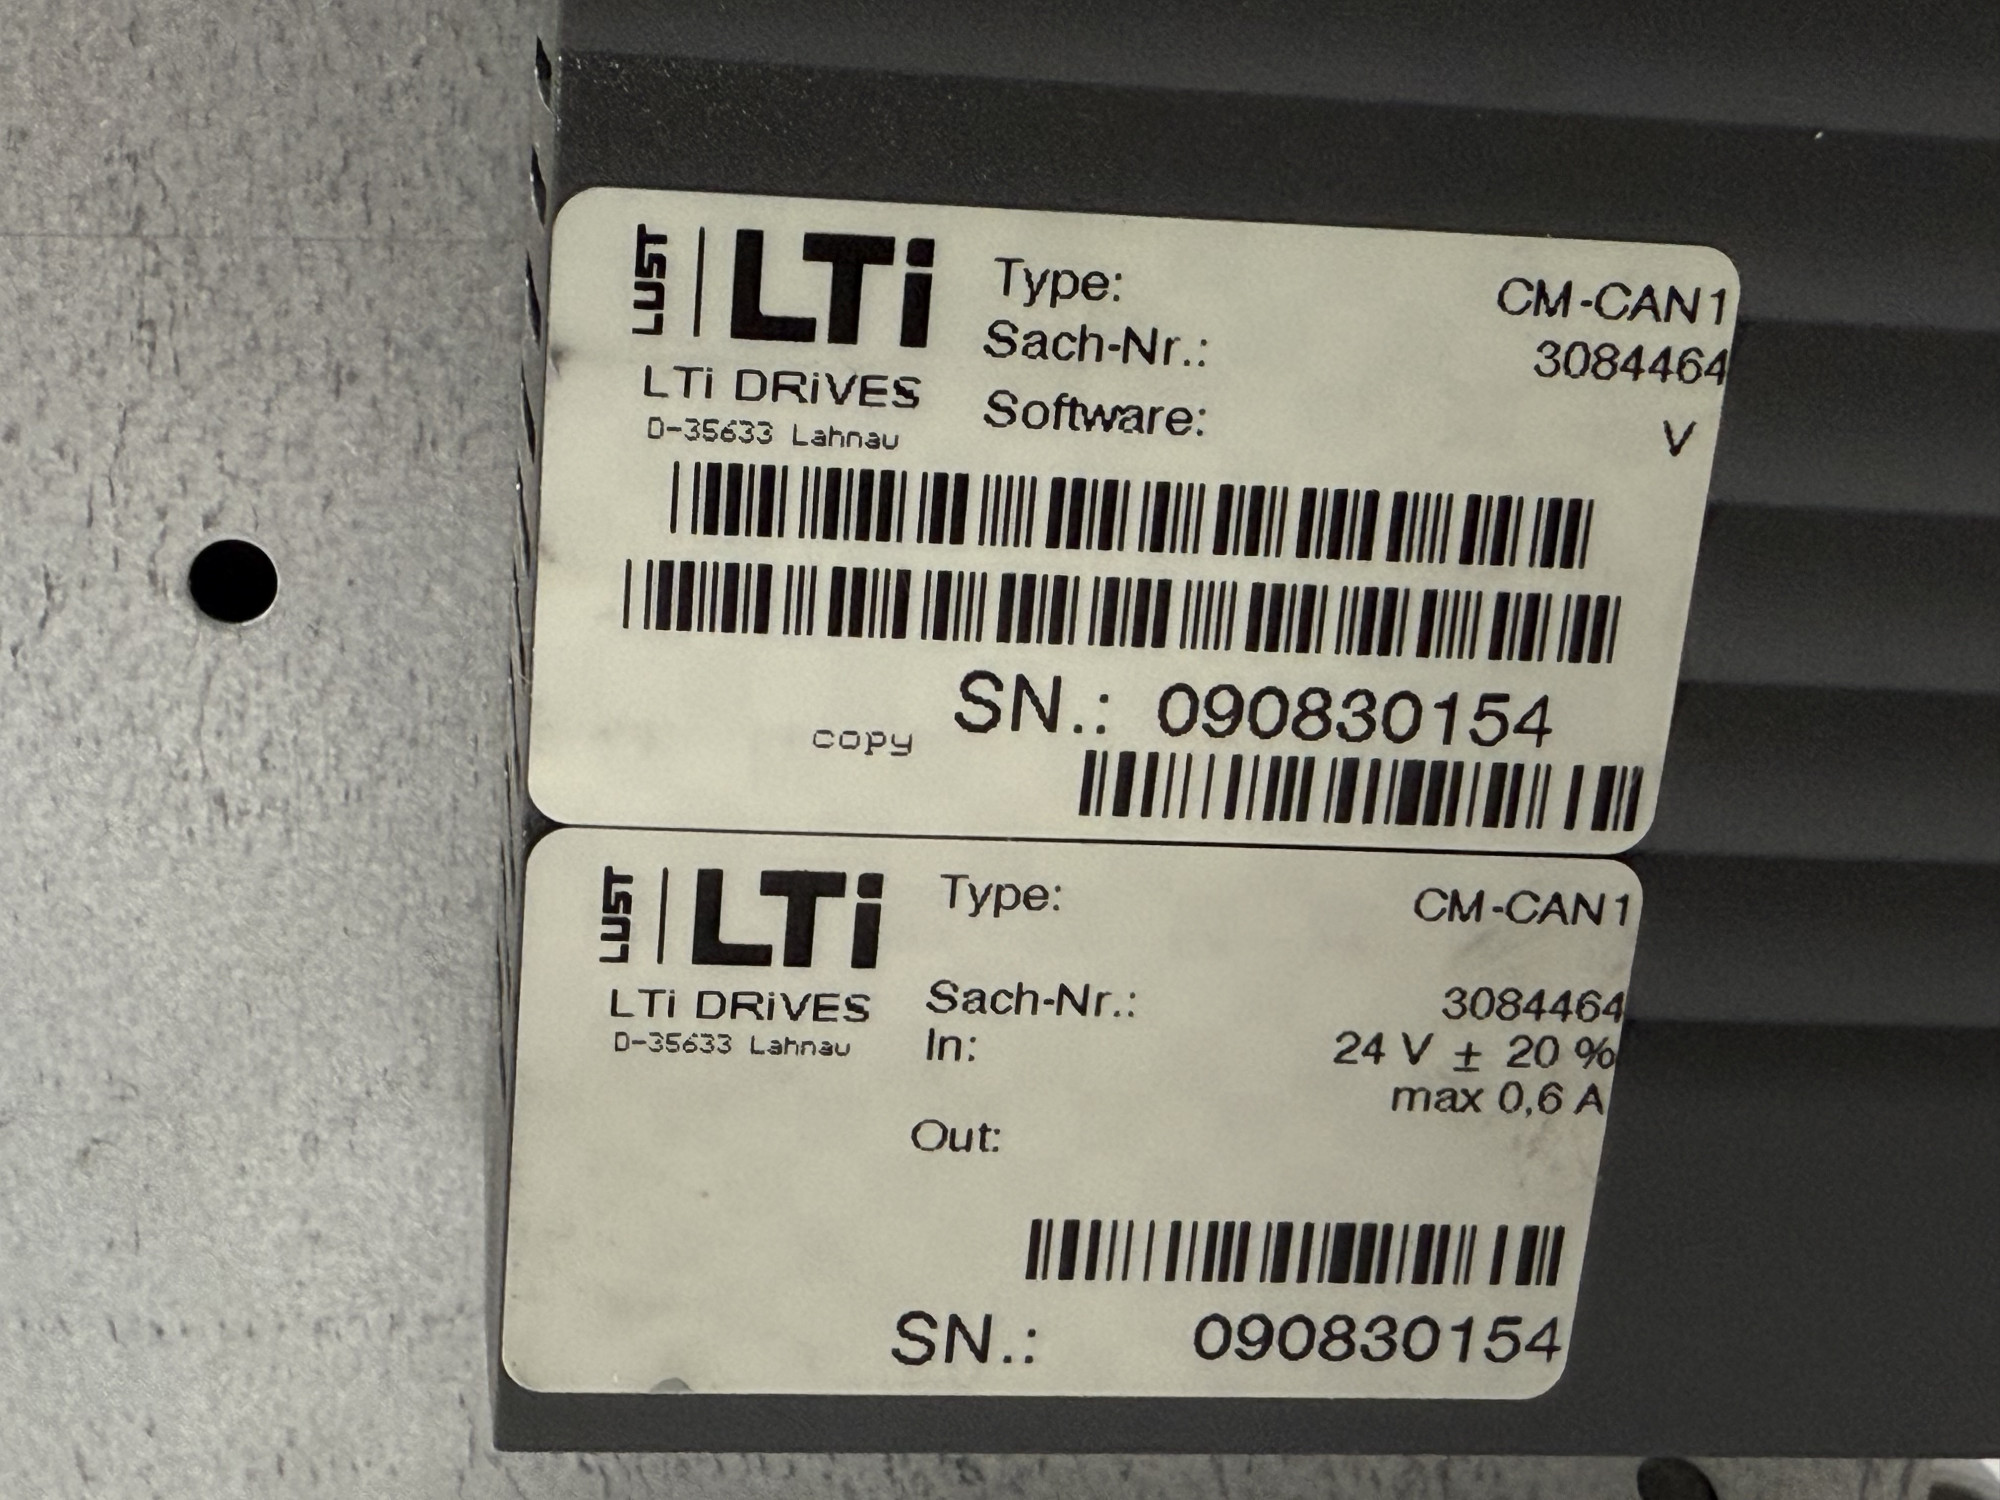 LUST | LTi
LTi DRiVES
D-35633 Lahnau
Type: CM-CAN1
Sach-Nr.: 3084464
Software: V
SN.: 090830154
copy
LUST | LTi
LTi DRiVES
D-35633 Lahnau
Type: CM-CAN1
Sach-Nr.: 3084464
In: 24 V ± 20 %
max 0,6 A
Out:
SN.: 090830154